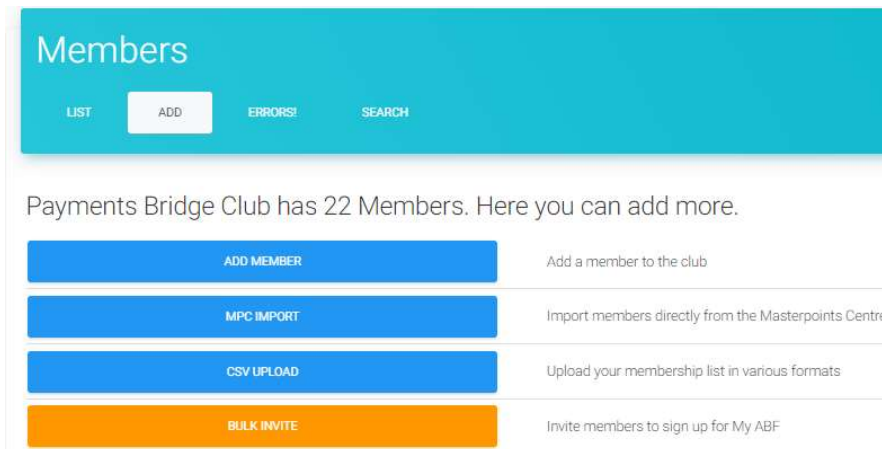 Members
LIST ADD ERRORS! SEARCH
Payments Bridge Club has 22 Members. Here you can add more.
ADD MEMBER Add a member to the club
MPC IMPORT Import members directly from the Masterpoints Centre
CSV UPLOAD Upload your membership list in various formats
BULK INVITE Invite members to sign up for My ABF